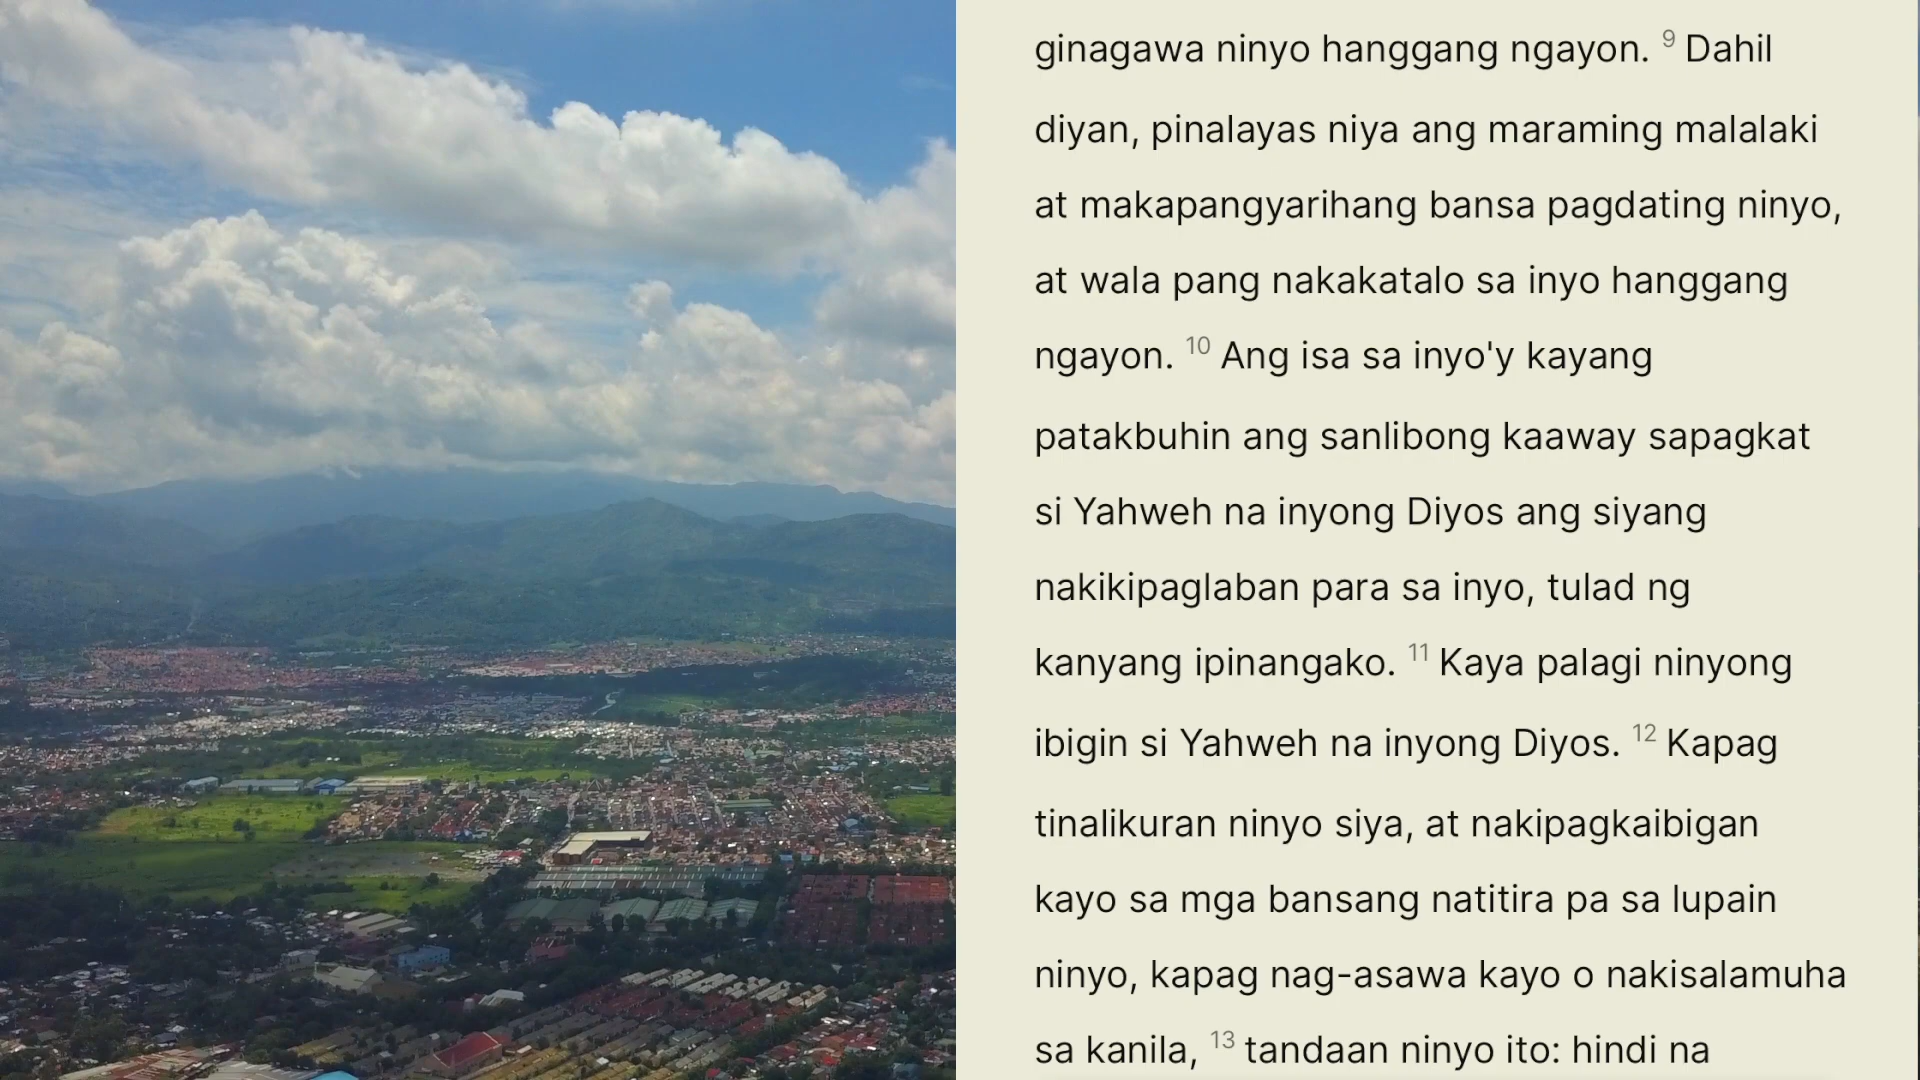 ginagawa ninyo hanggang ngayon. 9 Dahil
diyan, pinalayas niya ang maraming malalaki
at makapangyarihang bansa pagdating ninyo,
at wala pang nakakatalo sa inyo hanggang
ngayon. 10 Ang isa sa inyo'y kayang
patakbuhin ang sanlibong kaaway sapagkat
si Yahweh na inyong Diyos ang siyang
nakikipaglaban para sa inyo, tulad ng
kanyang ipinangako. 11 Kaya palagi ninyong
ibigin si Yahweh na inyong Diyos. 12 Kapag
tinalikuran ninyo siya, at nakipagkaibigan
kayo sa mga bansang natitira pa sa lupain
ninyo, kapag nag-asawa kayo o nakisalamuha
sa kanila, 13 tandaan ninyo ito: hindi na